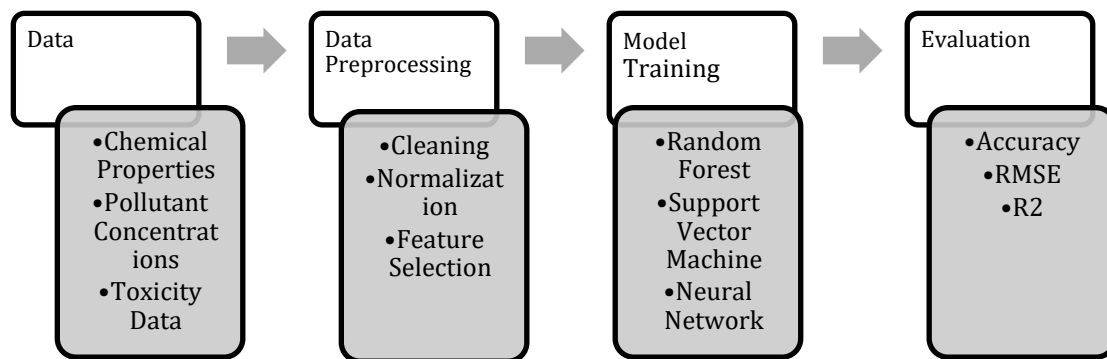 Data
•Chemical
Properties
•Pollutant
Concentrat
ions
•Toxicity
Data
Data
Preprocessing
•Cleaning
•Normalizat
ion
•Feature
Selection
Model
Training
•Random
Forest
•Support
Vector
Machine
•Neural
Network
Evaluation
•Accuracy
•RMSE
•R2